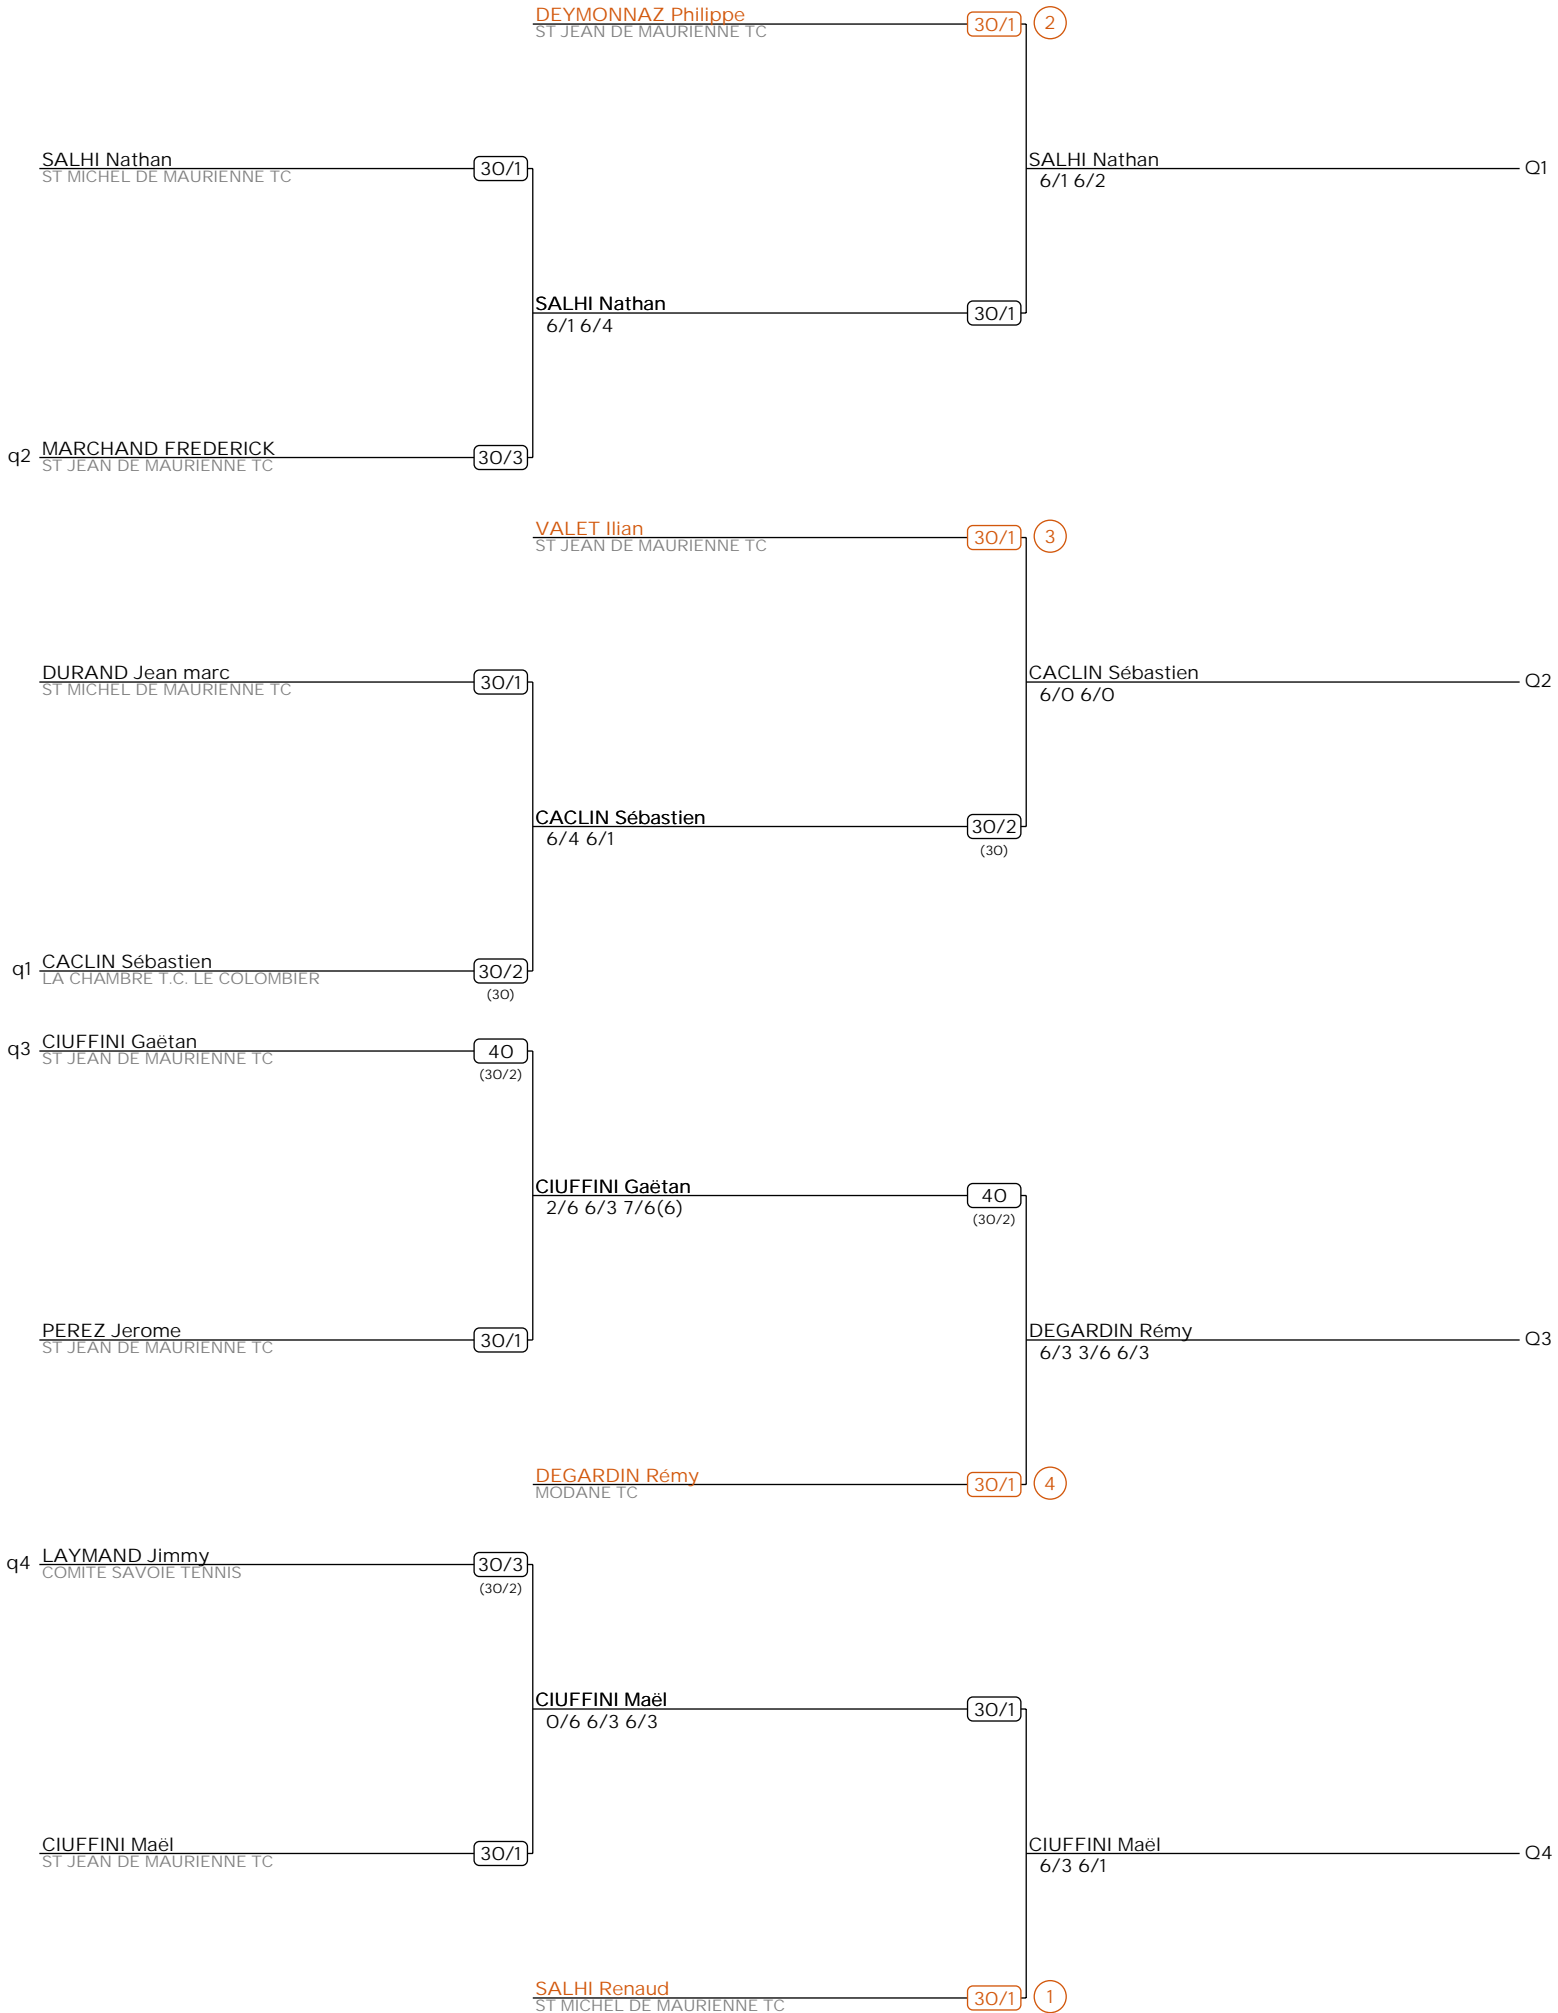 DEYMONNAZ Philippe 30/1 2
ST JEAN DE MAURIENNE TC
SALHI Nathan 30/1 SALHI Nathan Q1
ST MICHEL DE MAURIENNE TC 6/1 6/2
SALHI Nathan 30/1
6/1 6/4
q2 MARCHAND FREDERICK 30/3
ST JEAN DE MAURIENNE TC
VALET Ilian 30/1 3
ST JEAN DE MAURIENNE TC
DURAND Jean marc 30/1 CACLIN Sébastien Q2
ST MICHEL DE MAURIENNE TC 6/0 6/0
CACLIN Sébastien 30/2
6/4 6/1 (30)
q1 CACLIN Sébastien 30/2
LA CHAMBRE T.C. LE COLOMBIER (30)
q3 CIUFFINI Gaëtan 40
ST JEAN DE MAURIENNE TC (30/2)
CIUFFINI Gaëtan 40
2/6 6/3 7/6(6) (30/2)
PEREZ Jerome 30/1 DEGARDIN Rémy Q3
ST JEAN DE MAURIENNE TC 6/3 3/6 6/3
DEGARDIN Rémy 30/1 4
MODANE TC
q4 LAYMAND Jimmy 30/3
COMITE SAVOIE TENNIS (30/2)
CIUFFINI Maël 30/1
0/6 6/3 6/3
CIUFFINI Maël 30/1 CIUFFINI Maël Q4
ST JEAN DE MAURIENNE TC 6/3 6/1
SALHI Renaud 30/1 1
ST MICHEL DE MAURIENNE TC